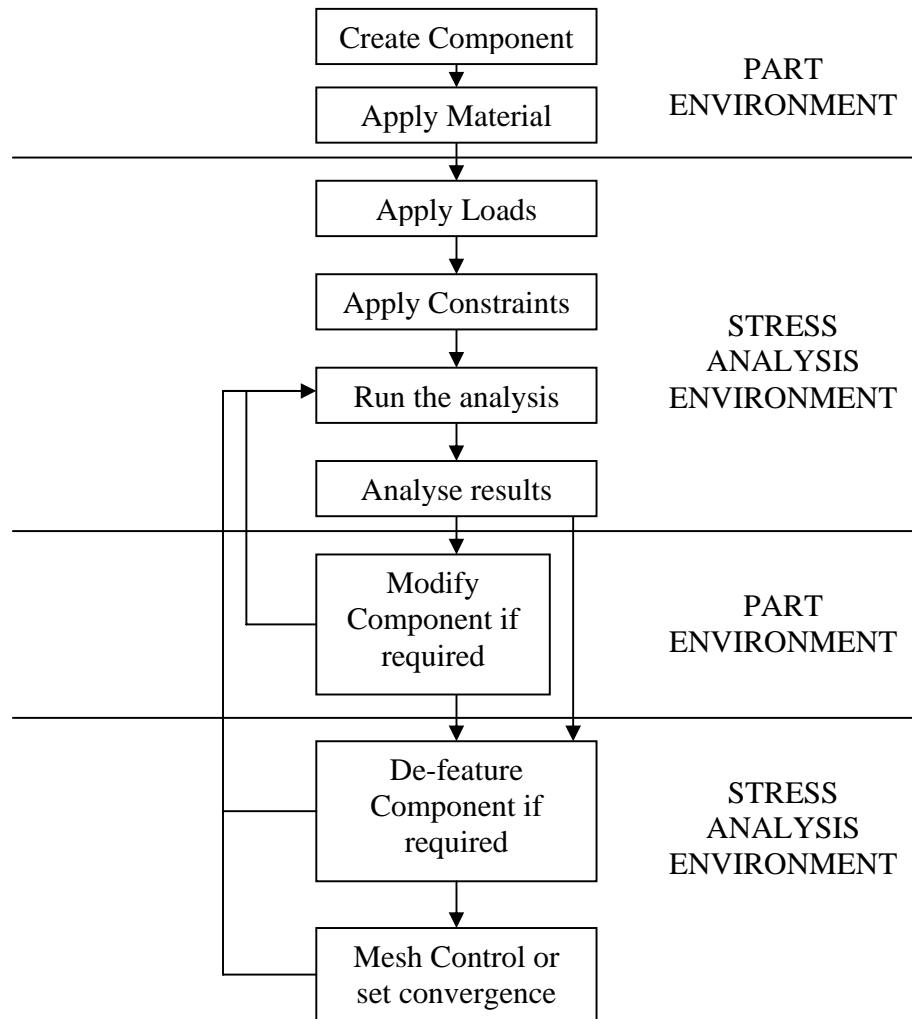 Create Component
Apply Material
PART
ENVIRONMENT
Apply Loads
Apply Constraints
Run the analysis
Analyse results
STRESS
ANALYSIS
ENVIRONMENT
Modify
Component if
required
PART
ENVIRONMENT
De-feature
Component if
required
STRESS
ANALYSIS
ENVIRONMENT
Mesh Control or
set convergence